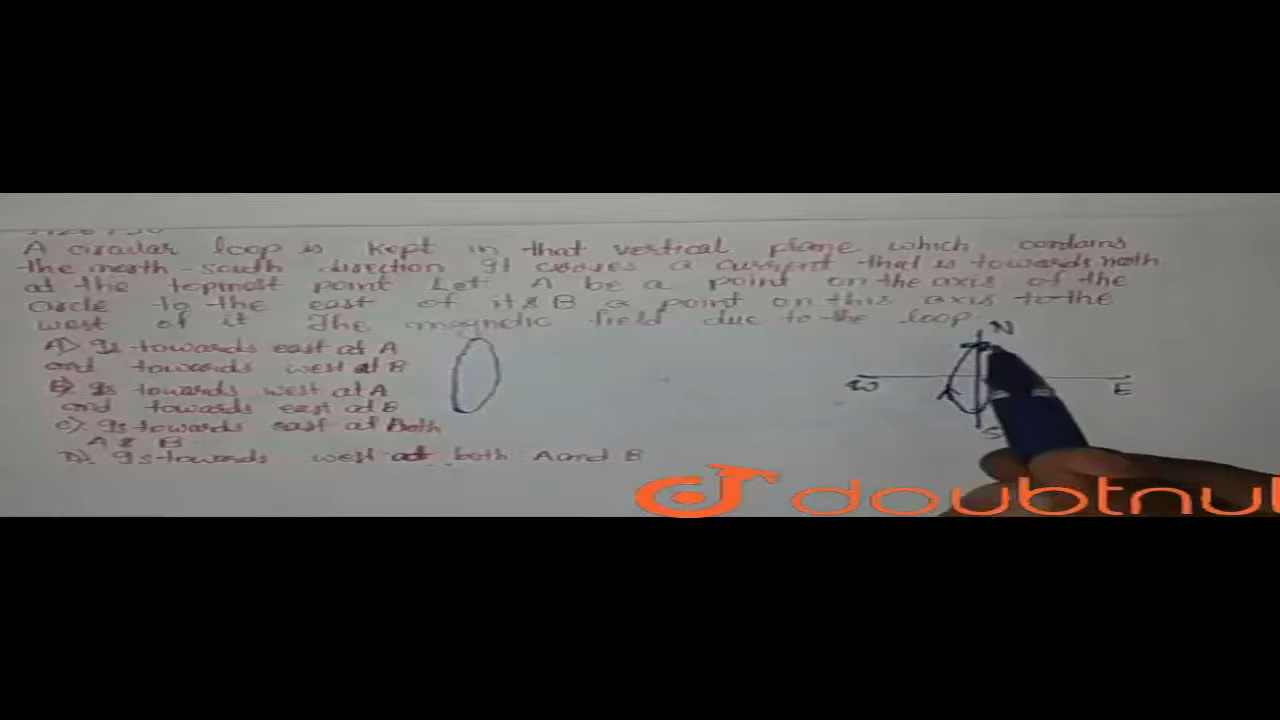 A circular loop is kept in that vertical plane which contains
the north-south direction It carries a current that is towards north
at the topmost point Let A be a point on the axis of the
circle to the east of it & B a point on this axis to the
west of it The magnetic field due to the loop
A) Is towards east at A
and towards west at B
B) Is towards west at A
and towards east at B
C) Is towards east at Both
A & B
D) Is towards west at both A and B
N
W
E
S
doubtnut